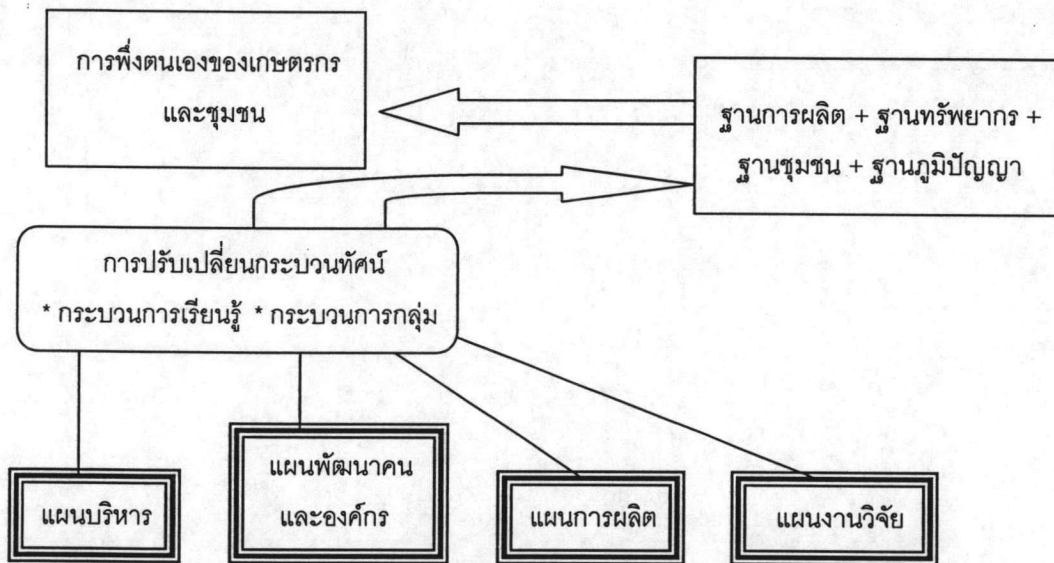 การพึ่งตนเองของเกษตรกร
และชุมชน
ฐานการผลิต + ฐานทรัพยากร +
ฐานชุมชน + ฐานภูมิปัญญา
การปรับเปลี่ยนกระบวนทัศน์
* กระบวนการเรียนรู้ * กระบวนการกลุ่ม
แผนบริหาร
แผนพัฒนาคน
และองค์กร
แผนการผลิต
แผนงานวิจัย